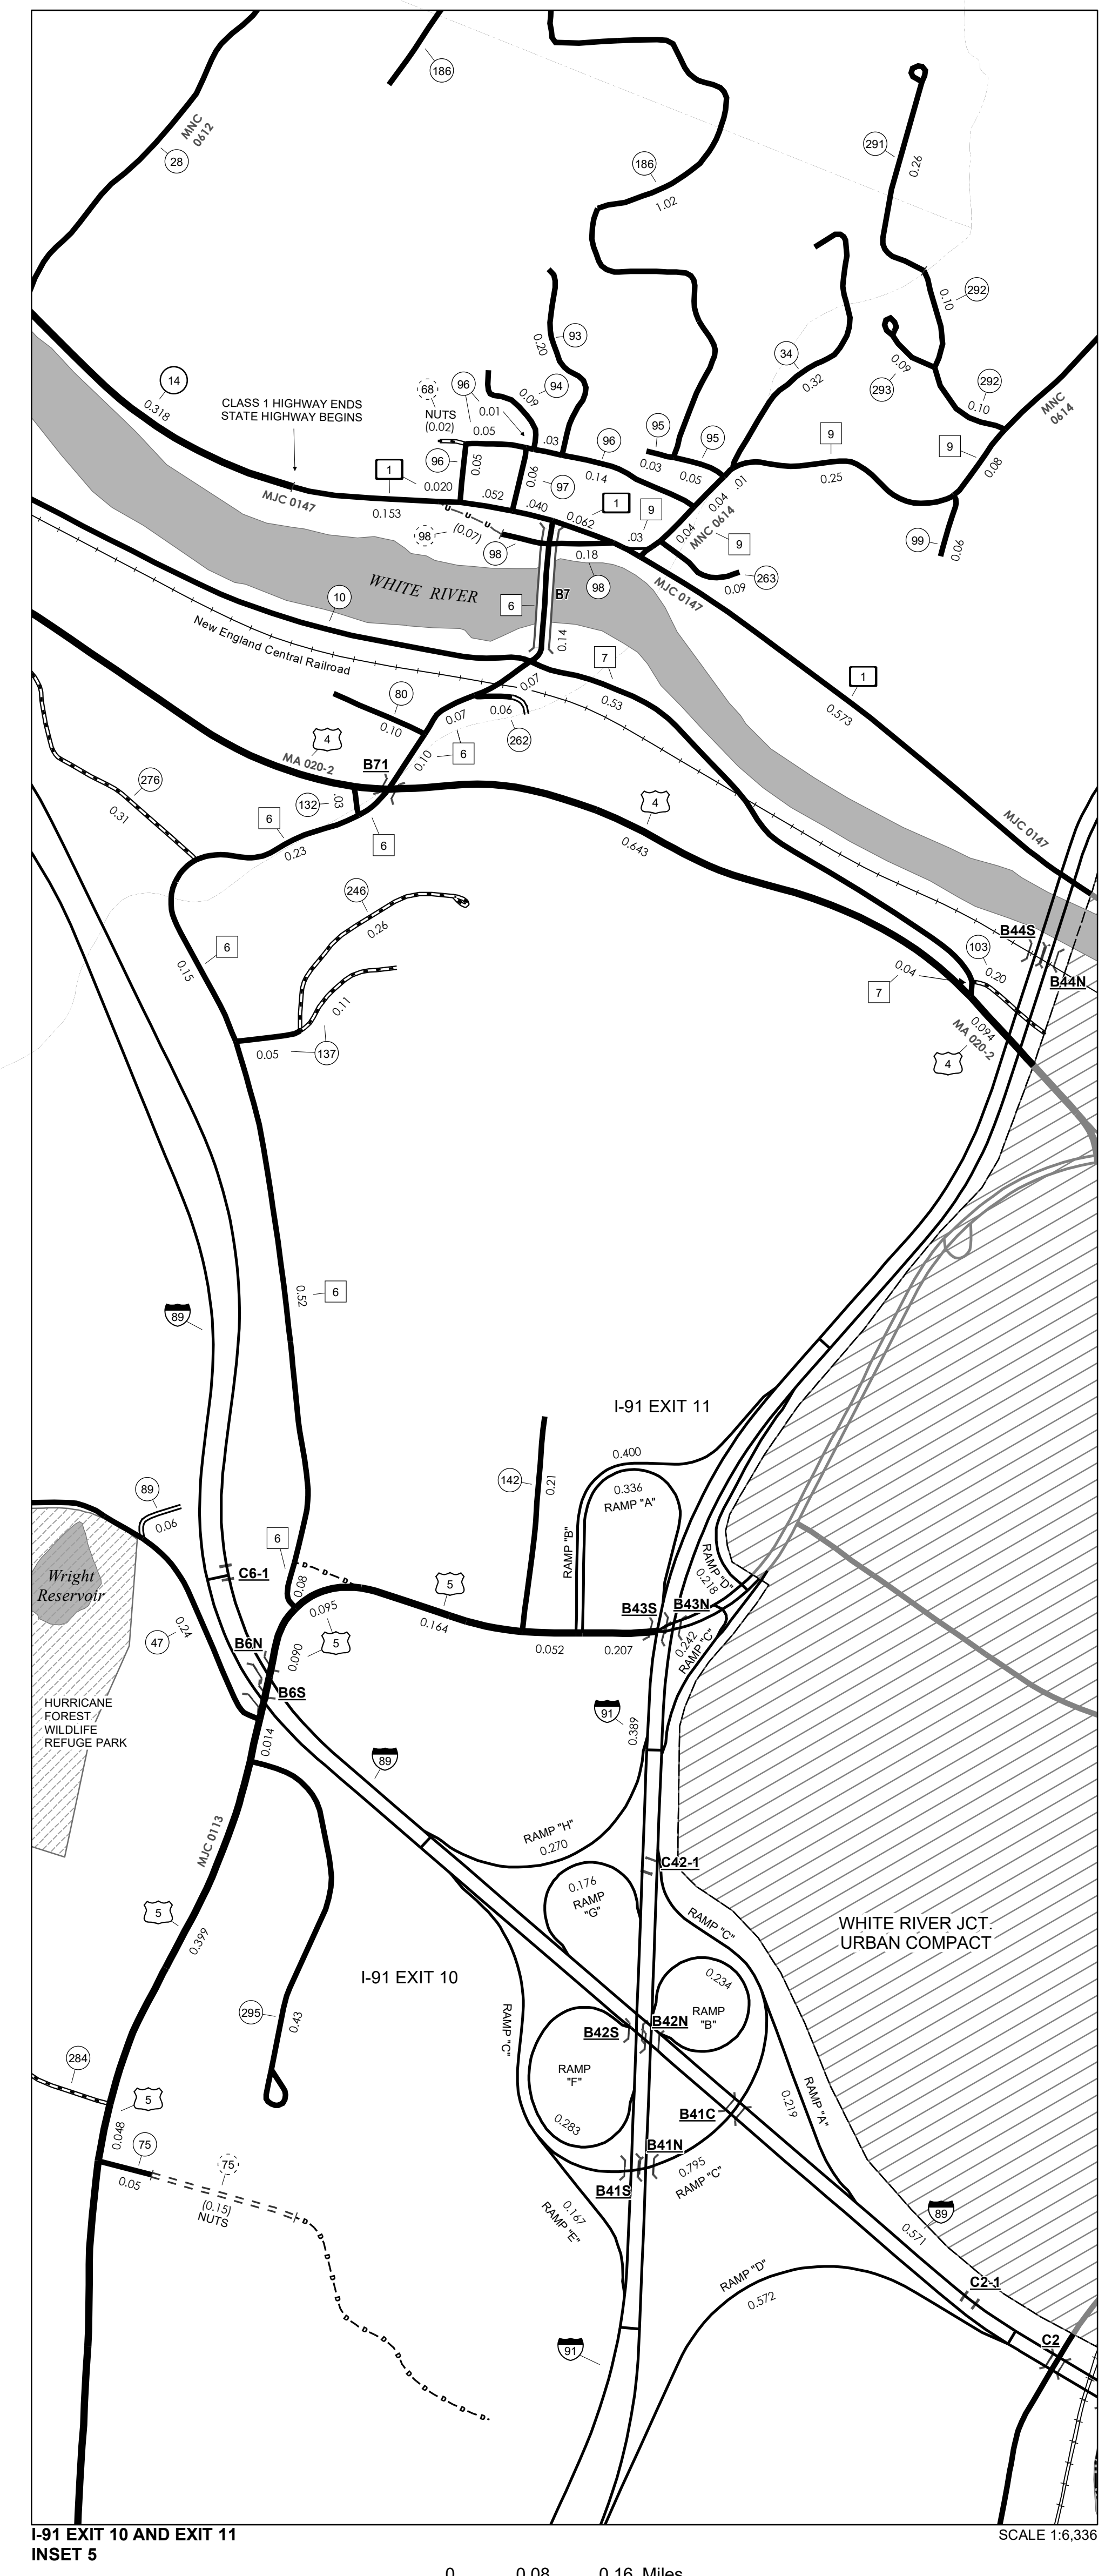 186
MNC
0612
28
291
0.26
186
1.02
292
0.10
93
0.20
14
0.318
34
0.32
0.09
293
292
0.10
MNC
0614
CLASS 1 HIGHWAY ENDS
STATE HIGHWAY BEGINS
68
NUTS
(0.02)
96
0.01
0.05
0.09
94
.03
96
0.14
95
0.03
95
0.05
.01
9
0.25
9
0.08
96
0.05
0.06
97
1
0.020
MJC 0147
0.153
.052
.040
1
0.062
9
0.04
0.04
MNC 0614
9
.03
98
(0.07)
98
0.18
98
0.09
263
99
0.06
WHITE RIVER
6
B7
0.14
MJC 0147
10
New England Central Railroad
7
0.53
1
0.573
80
0.10
0.07
0.07
0.06
262
6
0.10
4
MA 020-2
B71
132
.03
6
276
0.31
6
0.23
4
0.643
MJC 0147
246
0.26
6
0.15
0.11
0.05
137
B44S
103
0.20
B44N
0.04
7
0.094
MA 020-2
4
0.52
6
89
I-91 EXIT 11
0.400
0.336
RAMP "A"
RAMP "B"
142
0.21
89
0.06
Wright
Reservoir
6
C6-1
0.08
5
0.095
0.164
5
RAMP "D"
0.218
B43S
B43N
0.052
0.207
0.242
RAMP "C"
47
0.24
B6N
0.090
B6S
0.014
HURRICANE
FOREST
WILDLIFE
REFUGE PARK
91
0.389
89
MJC 0113
RAMP "H"
0.270
C42-1
0.176
RAMP
"G"
RAMP "C"
5
0.399
WHITE RIVER JCT.
URBAN COMPACT
I-91 EXIT 10
0.234
RAMP
"B"
295
0.43
RAMP "C"
B42S
B42N
RAMP
"F"
0.283
284
5
0.048
75
0.05
75
(0.15)
NUTS
B41C
0.219
RAMP "A"
B41N
B41S
0.795
RAMP "C"
0.167
RAMP "E"
89
0.571
RAMP "D"
0.572
C2-1
C2
91
I-91 EXIT 10 AND EXIT 11
INSET 5
SCALE 1:6,336
0 0.08 0.16 Miles